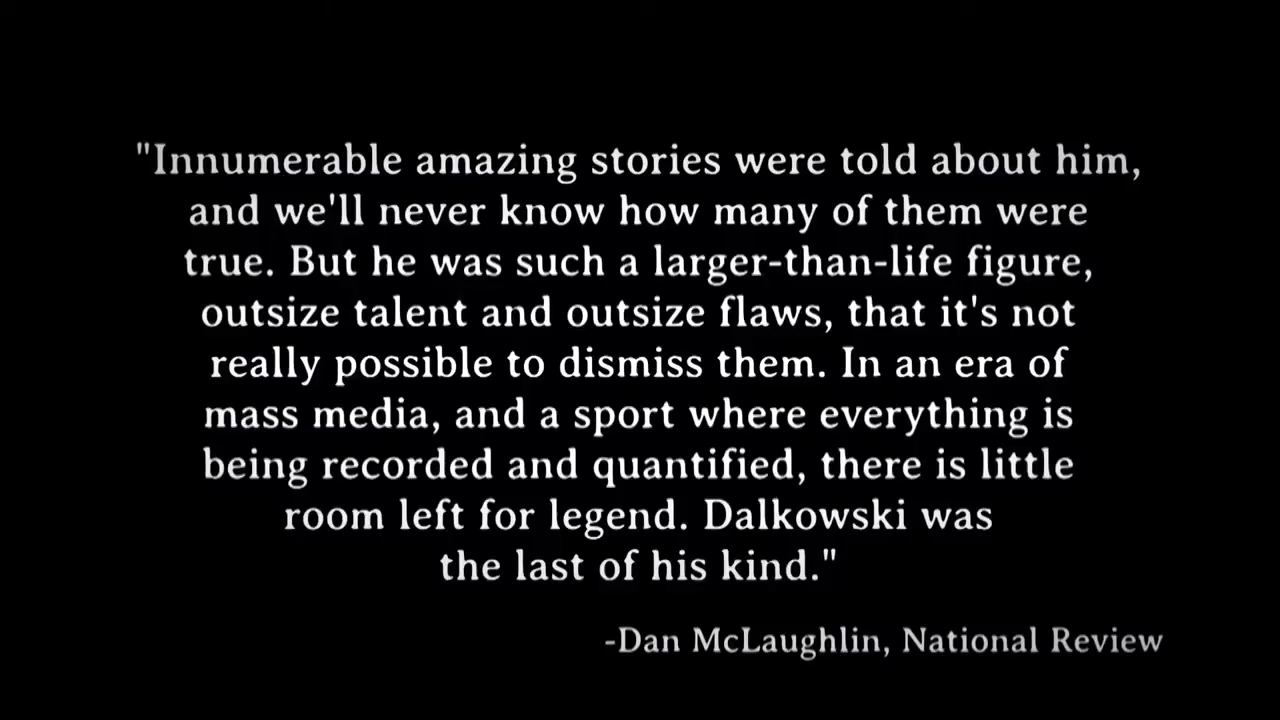 "Innumerable amazing stories were told about him,
and we'll never know how many of them were
true. But he was such a larger-than-life figure,
outsize talent and outsize flaws, that it's not
really possible to dismiss them. In an era of
mass media, and a sport where everything is
being recorded and quantified, there is little
room left for legend. Dalkowski was
the last of his kind."
-Dan McLaughlin, National Review